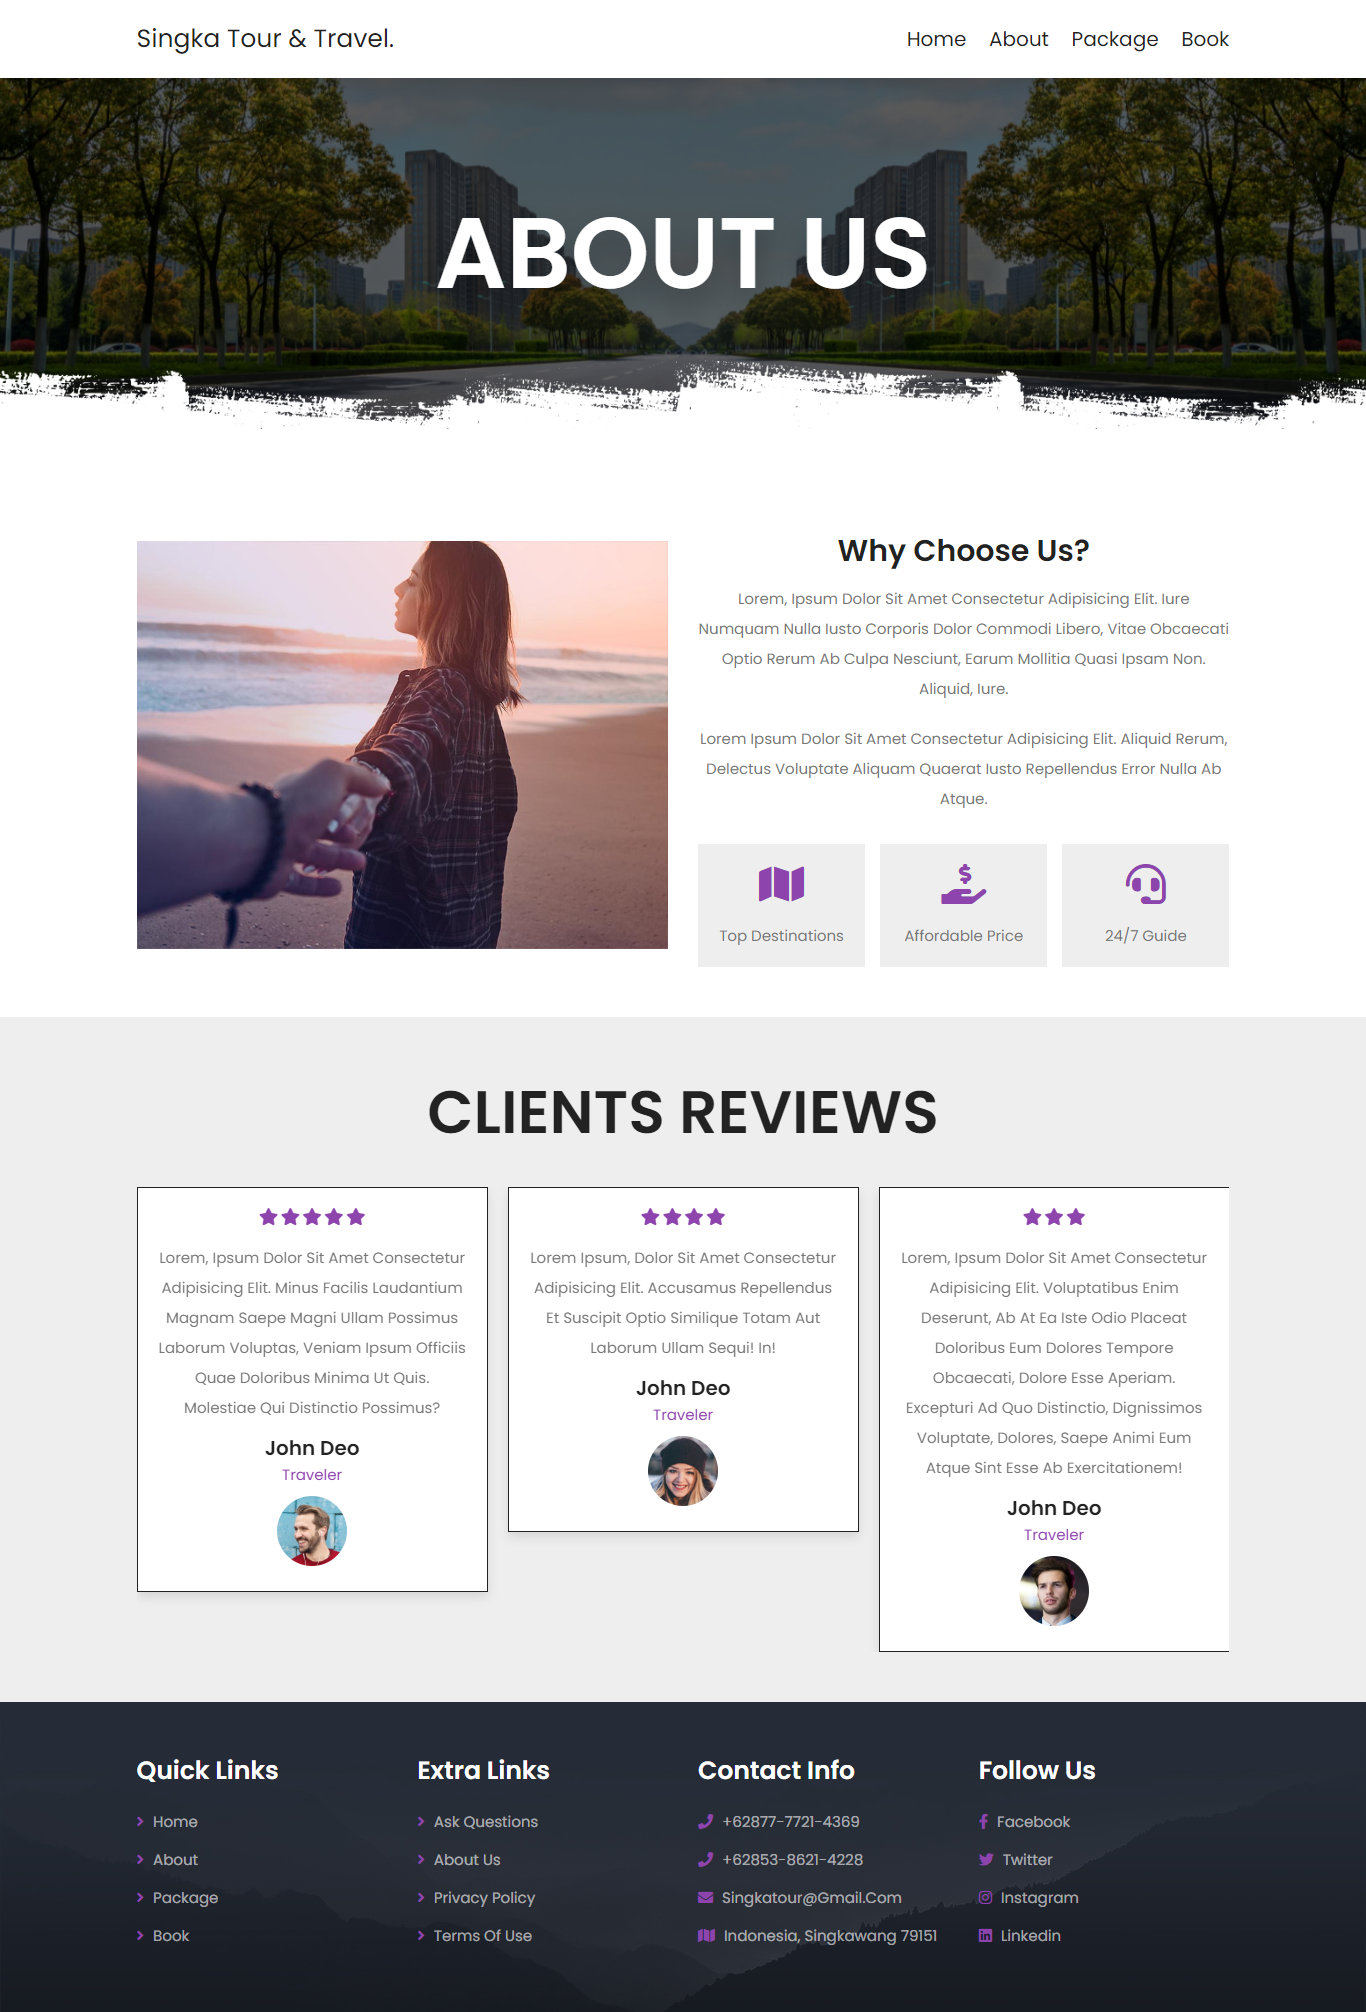 Singka Tour & Travel.
Home About Package Book
ABOUT US
Why Choose Us?
Lorem, Ipsum Dolor Sit Amet Consectetur Adipisicing Elit. Iure
Numquam Nulla Iusto Corporis Dolor Commodi Libero, Vitae Obcaecati
Optio Rerum Ab Culpa Nesciunt, Earum Mollitia Quasi Ipsam Non.
Aliquid, Iure.
Lorem Ipsum Dolor Sit Amet Consectetur Adipisicing Elit. Aliquid Rerum,
Delectus Voluptate Aliquam Quaerat Iusto Repellendus Error Nulla Ab
Atque.
Top Destinations
Affordable Price
24/7 Guide
CLIENTS REVIEWS
Lorem, Ipsum Dolor Sit Amet Consectetur
Adipisicing Elit. Minus Facilis Laudantium
Magnam Saepe Magni Ullam Possimus
Laborum Voluptas, Veniam Ipsum Officiis
Quae Doloribus Minima Ut Quis.
Molestiae Qui Distinctio Possimus?
John Deo
Traveler
Lorem Ipsum, Dolor Sit Amet Consectetur
Adipisicing Elit. Accusamus Repellendus
Et Suscipit Optio Similique Totam Aut
Laborum Ullam Sequi! In!
John Deo
Traveler
Lorem, Ipsum Dolor Sit Amet Consectetur
Adipisicing Elit. Voluptatibus Enim
Deserunt, Ab At Ea Iste Odio Placeat
Doloribus Eum Dolores Tempore
Obcaecati, Dolore Esse Aperiam.
Excepturi Ad Quo Distinctio, Dignissimos
Voluptate, Dolores, Saepe Animi Eum
Atque Sint Esse Ab Exercitationem!
John Deo
Traveler
Quick Links
Home
About
Package
Book
Extra Links
Ask Questions
About Us
Privacy Policy
Terms Of Use
Contact Info
+62877-7721-4369
+62853-8621-4228
Singkatour@Gmail.Com
Indonesia, Singkawang 79151
Follow Us
Facebook
Twitter
Instagram
Linkedin